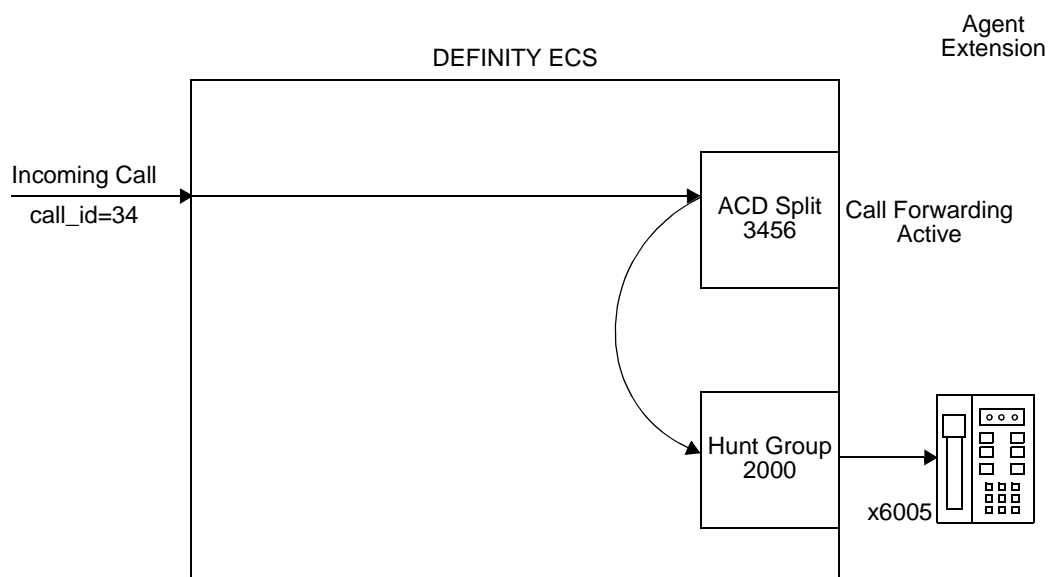 Agent
Extension
DEFINITY ECS
Incoming Call
call_id=34
ACD Split
3456
Call Forwarding
Active
Hunt Group
2000
x6005